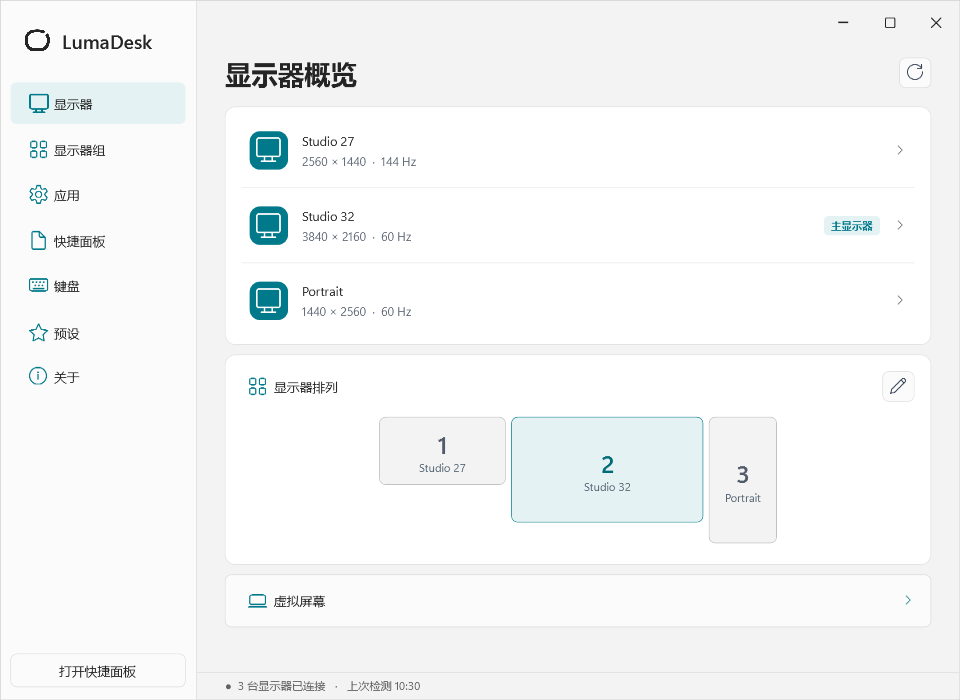 LumaDesk
显示器
显示器组
应用
快捷面板
键盘
预设
关于
打开快捷面板
显示器概览
Studio 27
2560 × 1440 · 144 Hz
Studio 32
3840 × 2160 · 60 Hz
主显示器
Portrait
1440 × 2560 · 60 Hz
显示器排列
1
Studio 27
2
Studio 32
3
Portrait
虚拟屏幕
● 3 台显示器已连接 · 上次检测 10:30